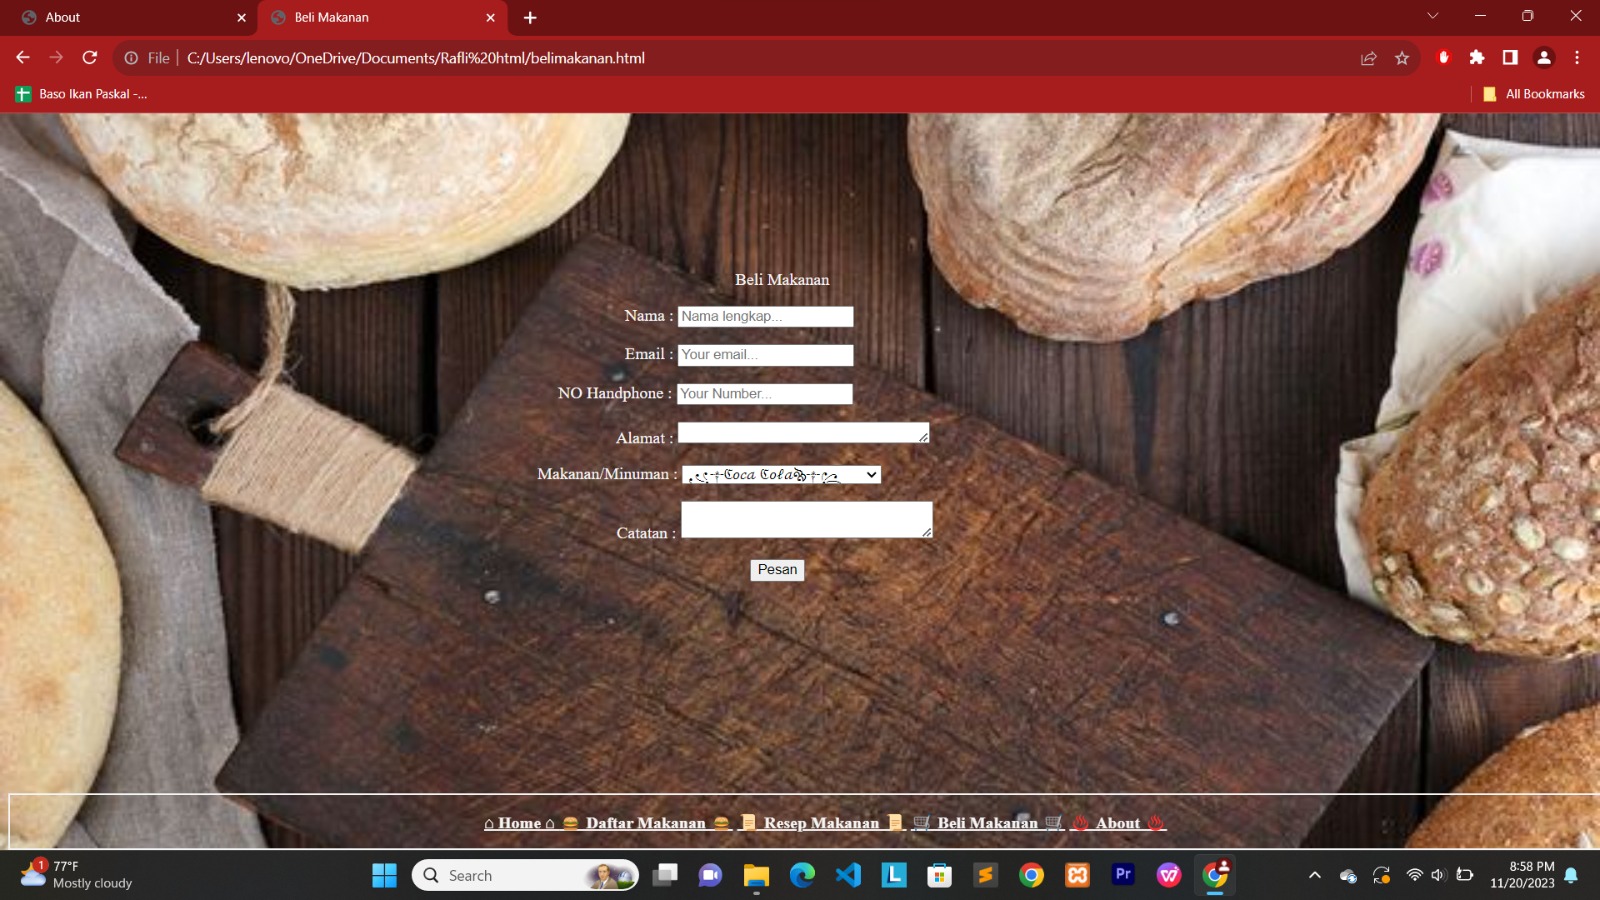 About
Beli Makanan
File
C:/Users/lenovo/OneDrive/Documents/Rafli%20html/belimakanan.html
Baso Ikan Paskal -...
All Bookmarks
Beli Makanan
Nama : Nama lengkap...
Email : Your email...
NO Handphone : Your Number...
Alamat :
Makanan/Minuman : ℭ𝔬𝔠𝔞 ℭ𝔬𝔩𝔞
Catatan :
Pesan
⌂ Home ⌂ 🍔 Daftar Makanan 🍔 📜 Resep Makanan 📜 🛒 Beli Makanan 🛒 ♨ About ♨
1
77°F
Mostly cloudy
Search
L
Pr
8:58 PM
11/20/2023